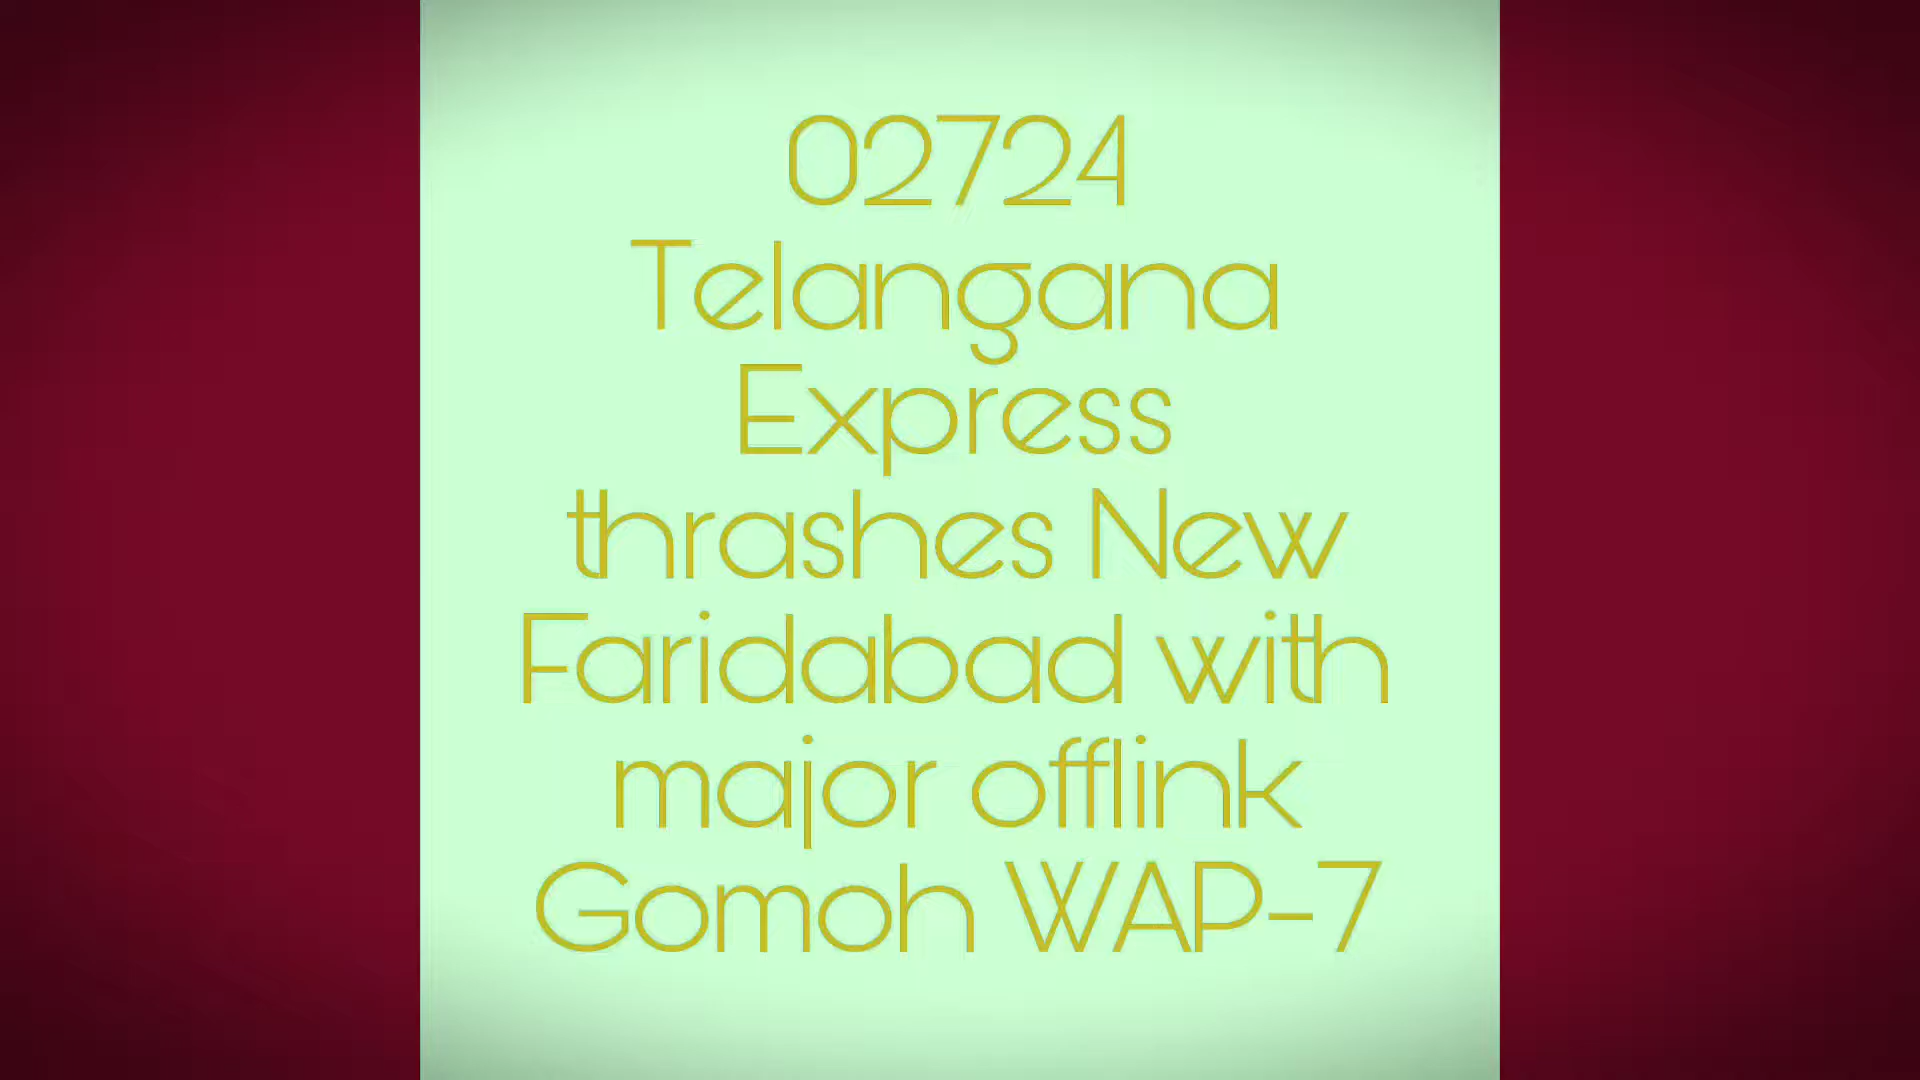 02724
Telangana
Express
thrashes New
Faridabad with
major offlink
Gomoh WAP-7